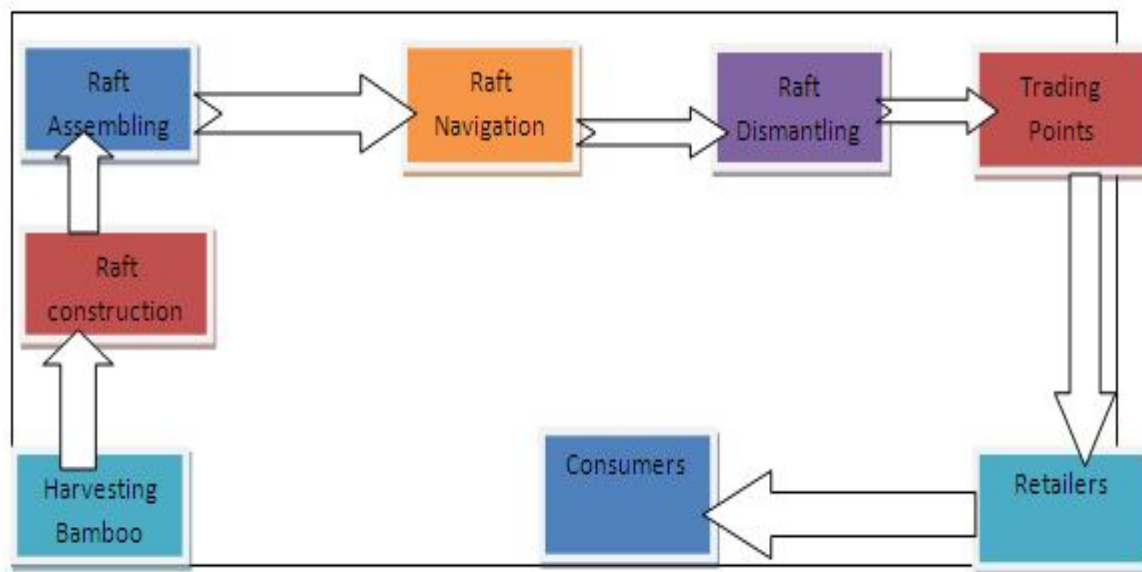 Raft
Assembling
Raft
Navigation
Raft
Dismantling
Trading
Points
Raft
construction
Harvesting
Bamboo
Consumers
Retailers